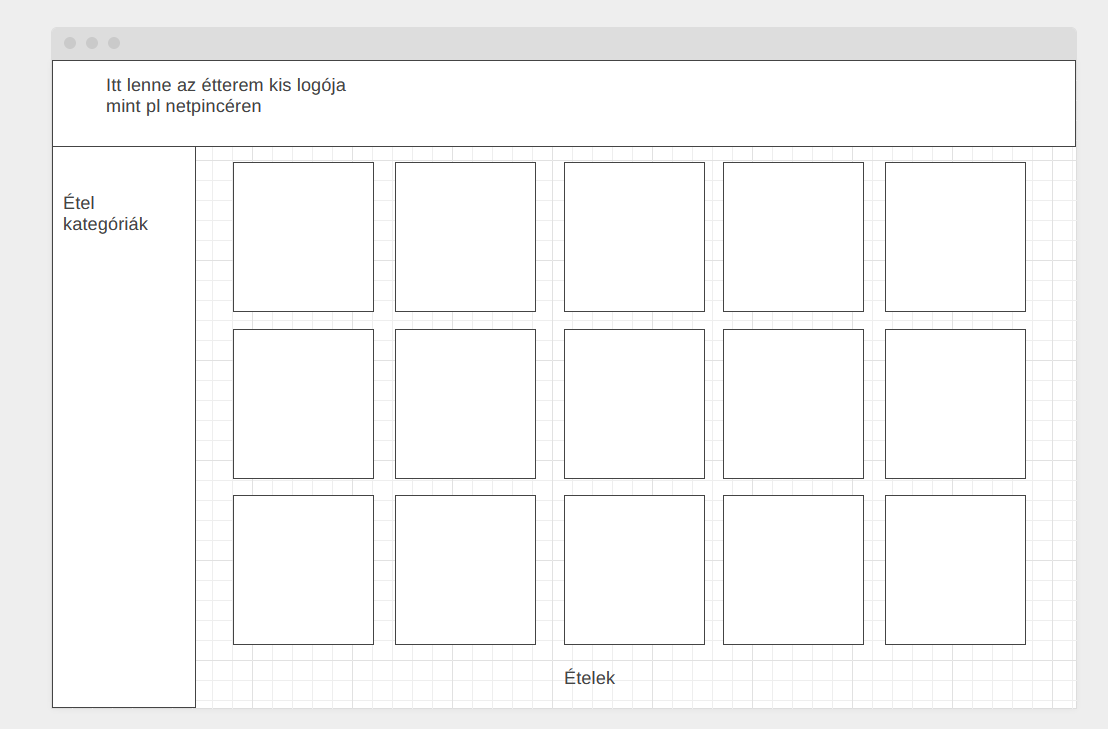 Itt lenne az étterem kis logója
mint pl netpincéren
Étel
kategóriák
Ételek